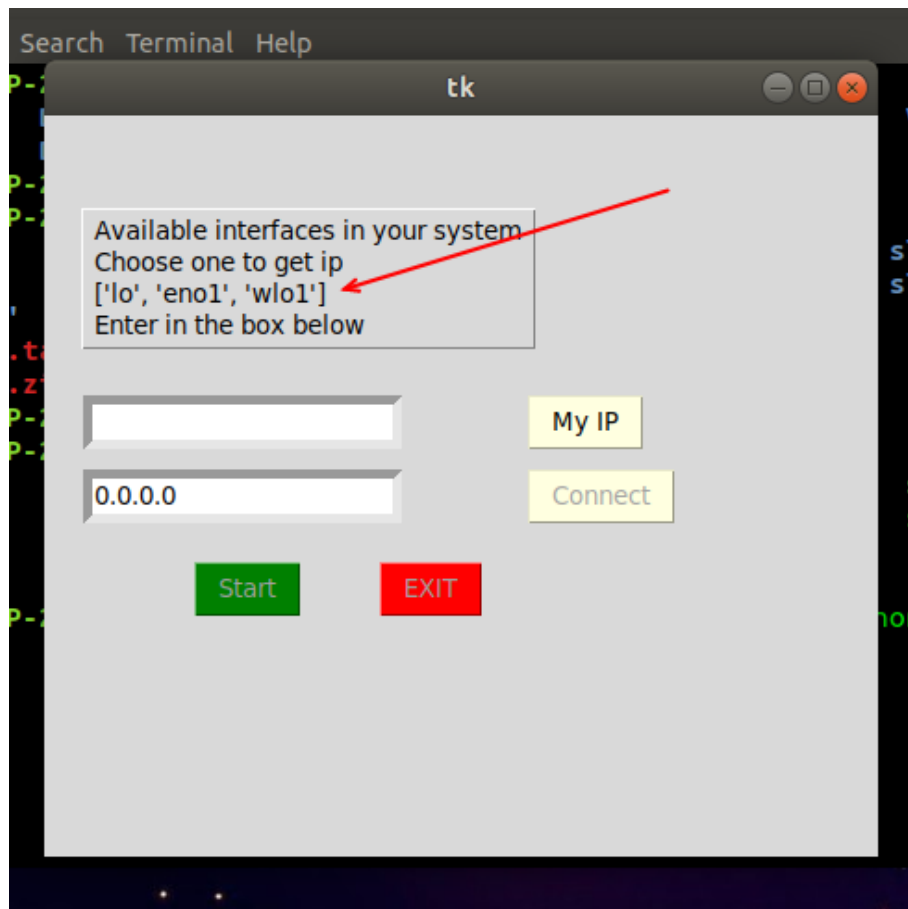 Search Terminal Help
tk
Available interfaces in your system
Choose one to get ip
['lo', 'eno1', 'wlo1']
Enter in the box below
My IP
0.0.0.0
Connect
Start
EXIT